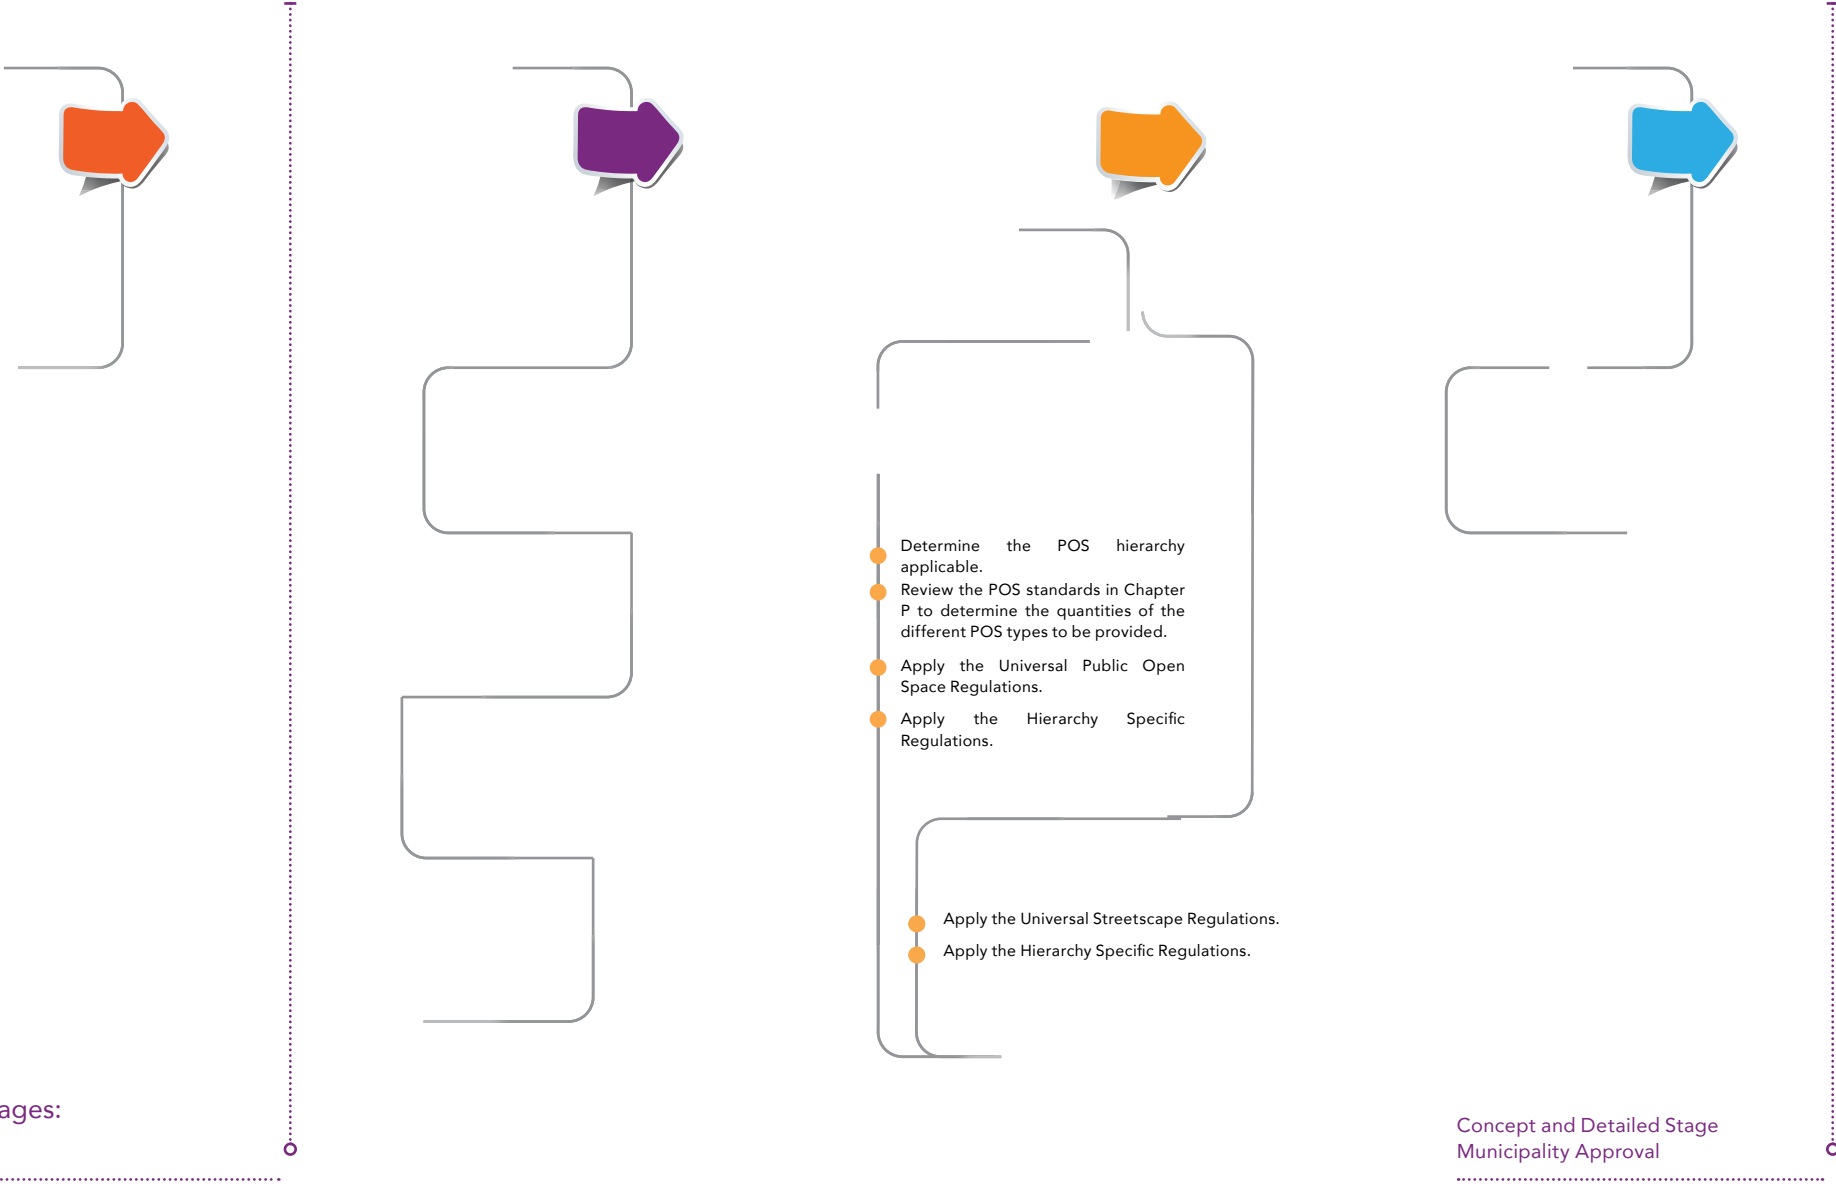 Determine the POS hierarchy
applicable.
Review the POS standards in Chapter
P to determine the quantities of the
different POS types to be provided.
Apply the Universal Public Open
Space Regulations.
Apply the Hierarchy Specific
Regulations.
Apply the Universal Streetscape Regulations.
Apply the Hierarchy Specific Regulations.
ages:
Concept and Detailed Stage
Municipality Approval